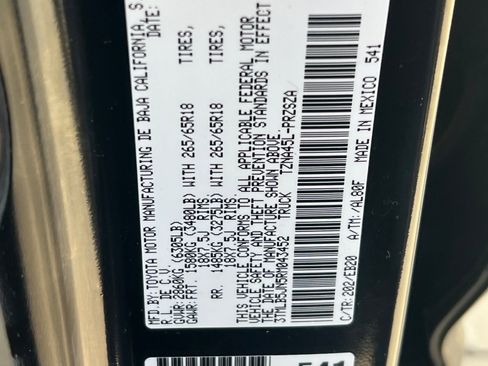 MFD.BY:TOYOTA MOTOR MANUFACTURING DE BAJA CALIFORNIA, S
R.L. DE C.V. DATE:
GVWR:2860KG (6305LB)
GAWR: FRT. 1580KG (3480LB) WITH 265/65R18 TIRES,
18X7.5J RIMS.
RR. 1485KG (3275LB) WITH 265/65R18 TIRES,
18X7.5J RIMS.
THIS VEHICLE CONFORMS TO ALL APPLICABLE FEDERAL MOTOR
VEHICLE SAFETY AND THEFT PREVENTION STANDARDS IN EFFECT
ON THE DATE OF MANUFACTURE SHOWN ABOVE.
3TMLB5JN5RM043452 TRUCK TZNA45L-PRZSZA
C/TR:202/EB20 A/TM:/AL80F MADE IN MEXICO 541
541